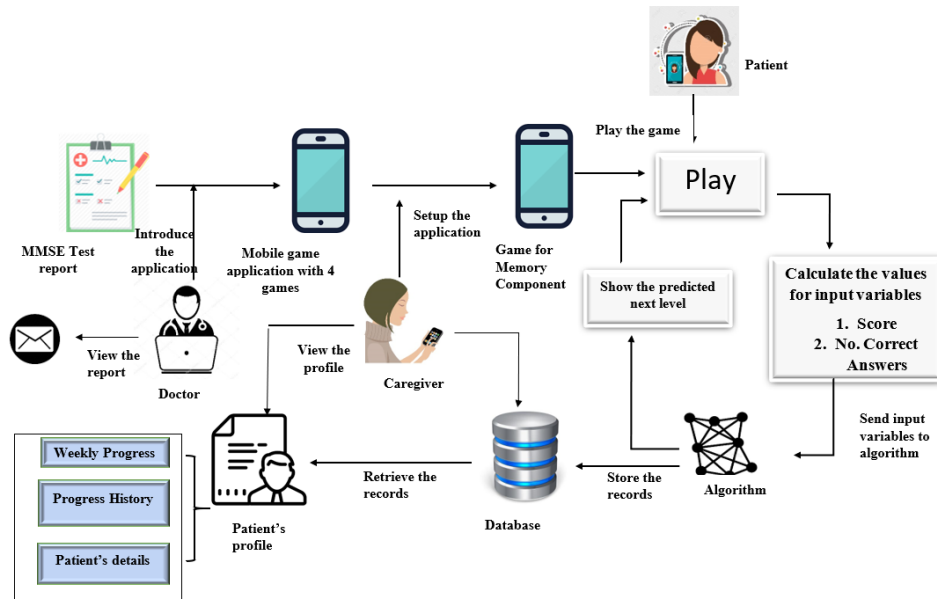 Patient
Play the game
Play
MMSE Test
report
Introduce
the
application
Mobile game
application with 4
games
Setup the
application
Game for
Memory
Component
Show the predicted
next level
Calculate the values
for input variables
1. Score
2. No. Correct
Answers
View the
report
Doctor
View the
profile
Caregiver
Send input
variables to
algorithm
Weekly Progress
Progress History
Patient's details
Patient's
profile
Retrieve the
records
Database
Store the
records
Algorithm